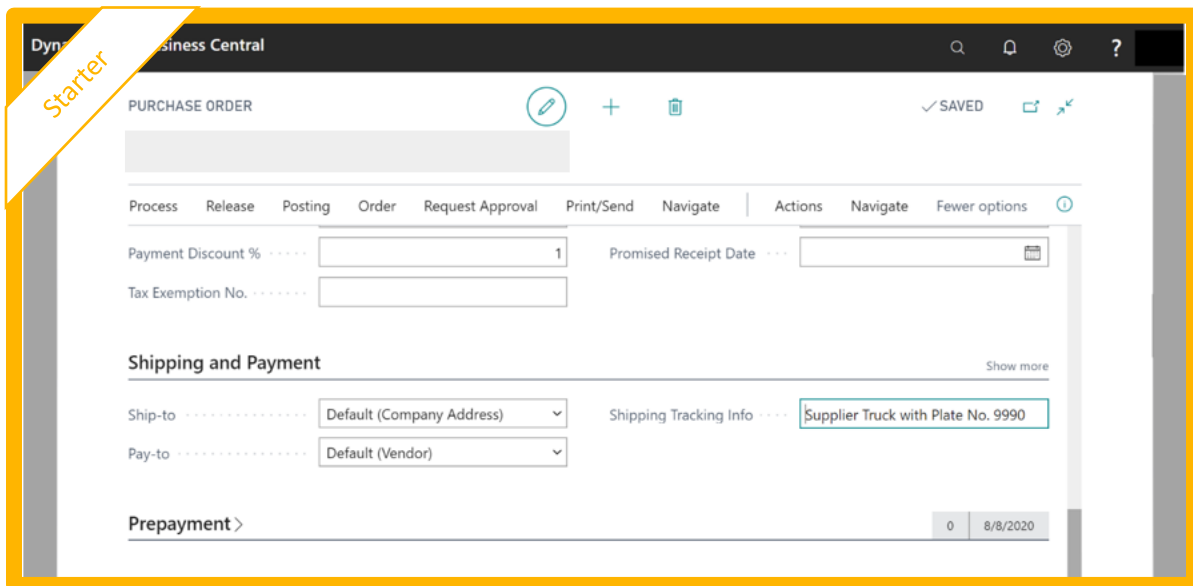 Dyna
siness Central
Starter
?
PURCHASE ORDER
SAVED
Process Release Posting Order Request Approval Print/Send Navigate Actions Navigate Fewer options
Payment Discount % 1 Promised Receipt Date
Tax Exemption No.
Shipping and Payment Show more
Ship-to Default (Company Address) Shipping Tracking Info Supplier Truck with Plate No. 9990
Pay-to Default (Vendor)
Prepayment 0 8/8/2020